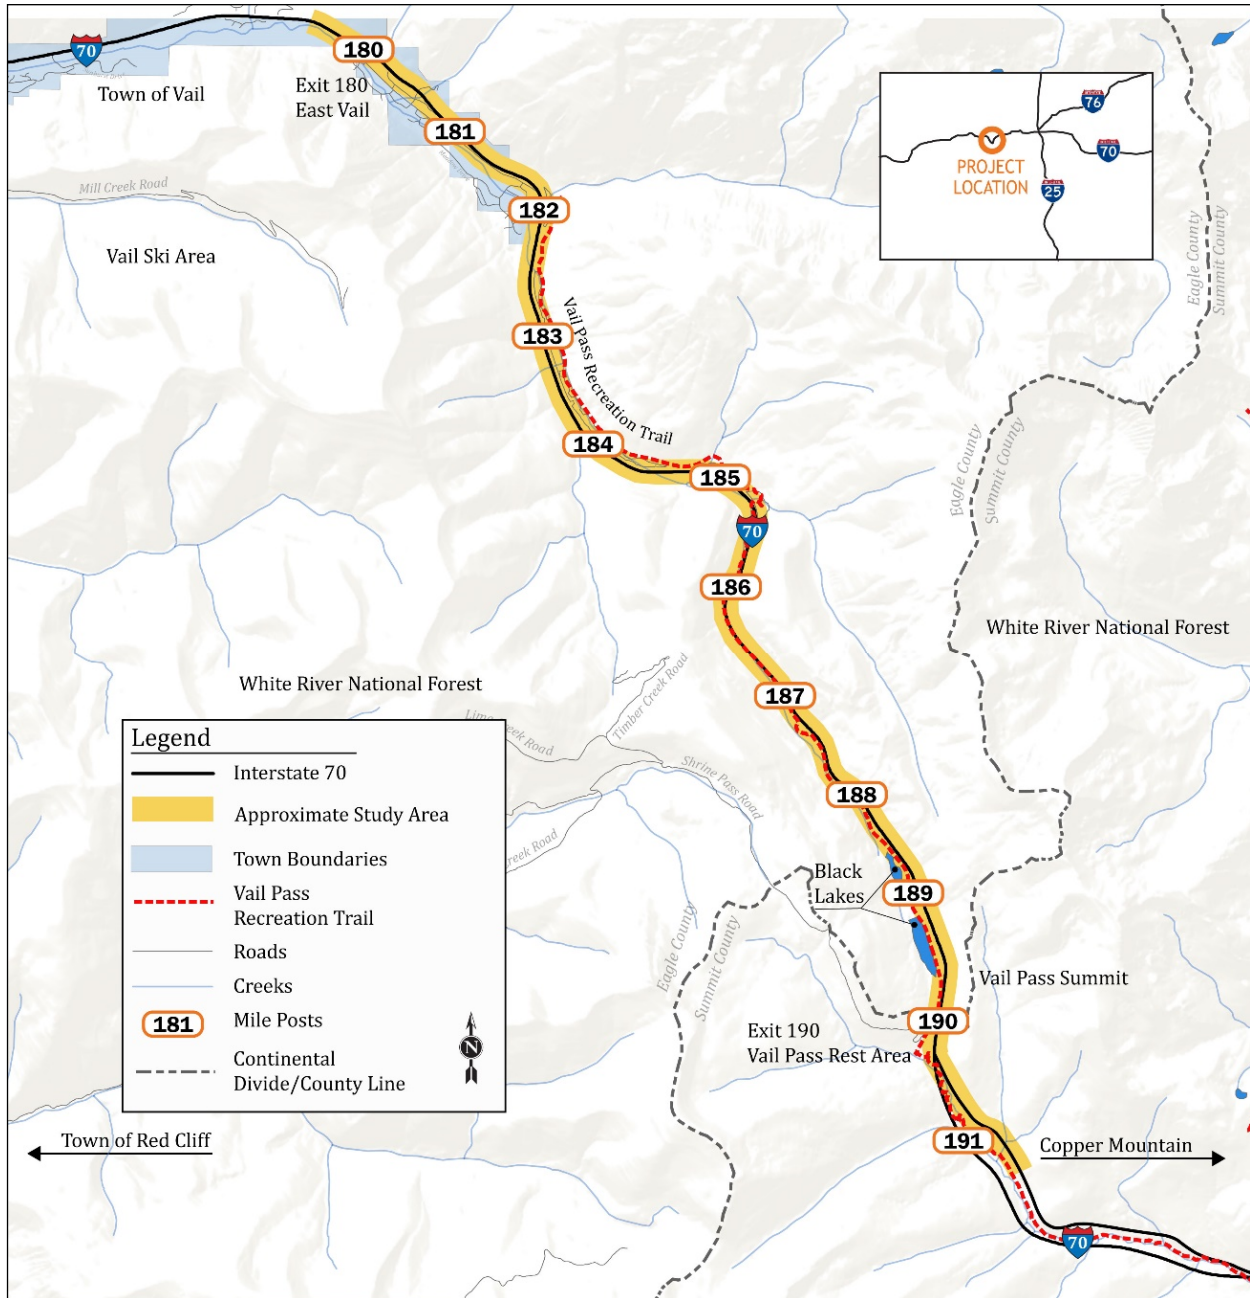 70
180
Town of Vail
Exit 180
East Vail
181
76
70
PROJECT
LOCATION
25
Mill Creek Road
182
Vail Ski Area
Eagle County
Summit County
183
Vail Pass Recreation Trail
184
185
Eagle County
Summit County
70
186
White River National Forest
White River National Forest
Timber Creek Road
187
Legend
Interstate 70
Approximate Study Area
Town Boundaries
Vail Pass
Recreation Trail
Roads
Creeks
181
Mile Posts
Continental
Divide/County Line
N
Creek Road
Shrine Pass Road
188
Creek Road
Black
Lakes
189
Eagle County
Summit County
Vail Pass Summit
190
Exit 190
Vail Pass Rest Area
191
Town of Red Cliff
Copper Mountain
70